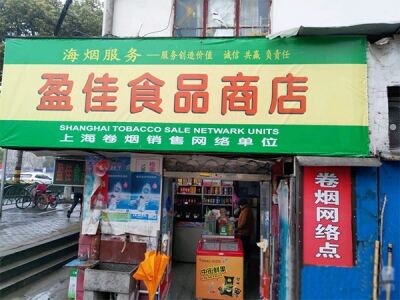 海烟服务 —服务创造价值 诚信 共赢 负责任
盈佳食品商店
SHANGHAI TOBACCO SALE NETWARK UNITS
上海卷烟销售网络单位
卷烟网络点